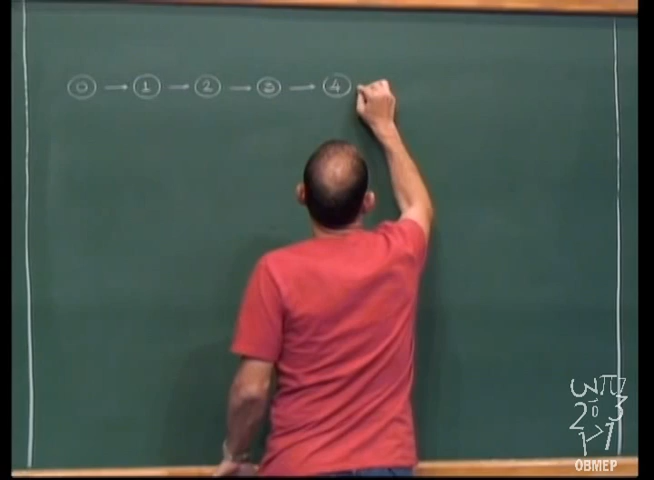 0 → 1 → 2 → 3 → 4
OBMEP